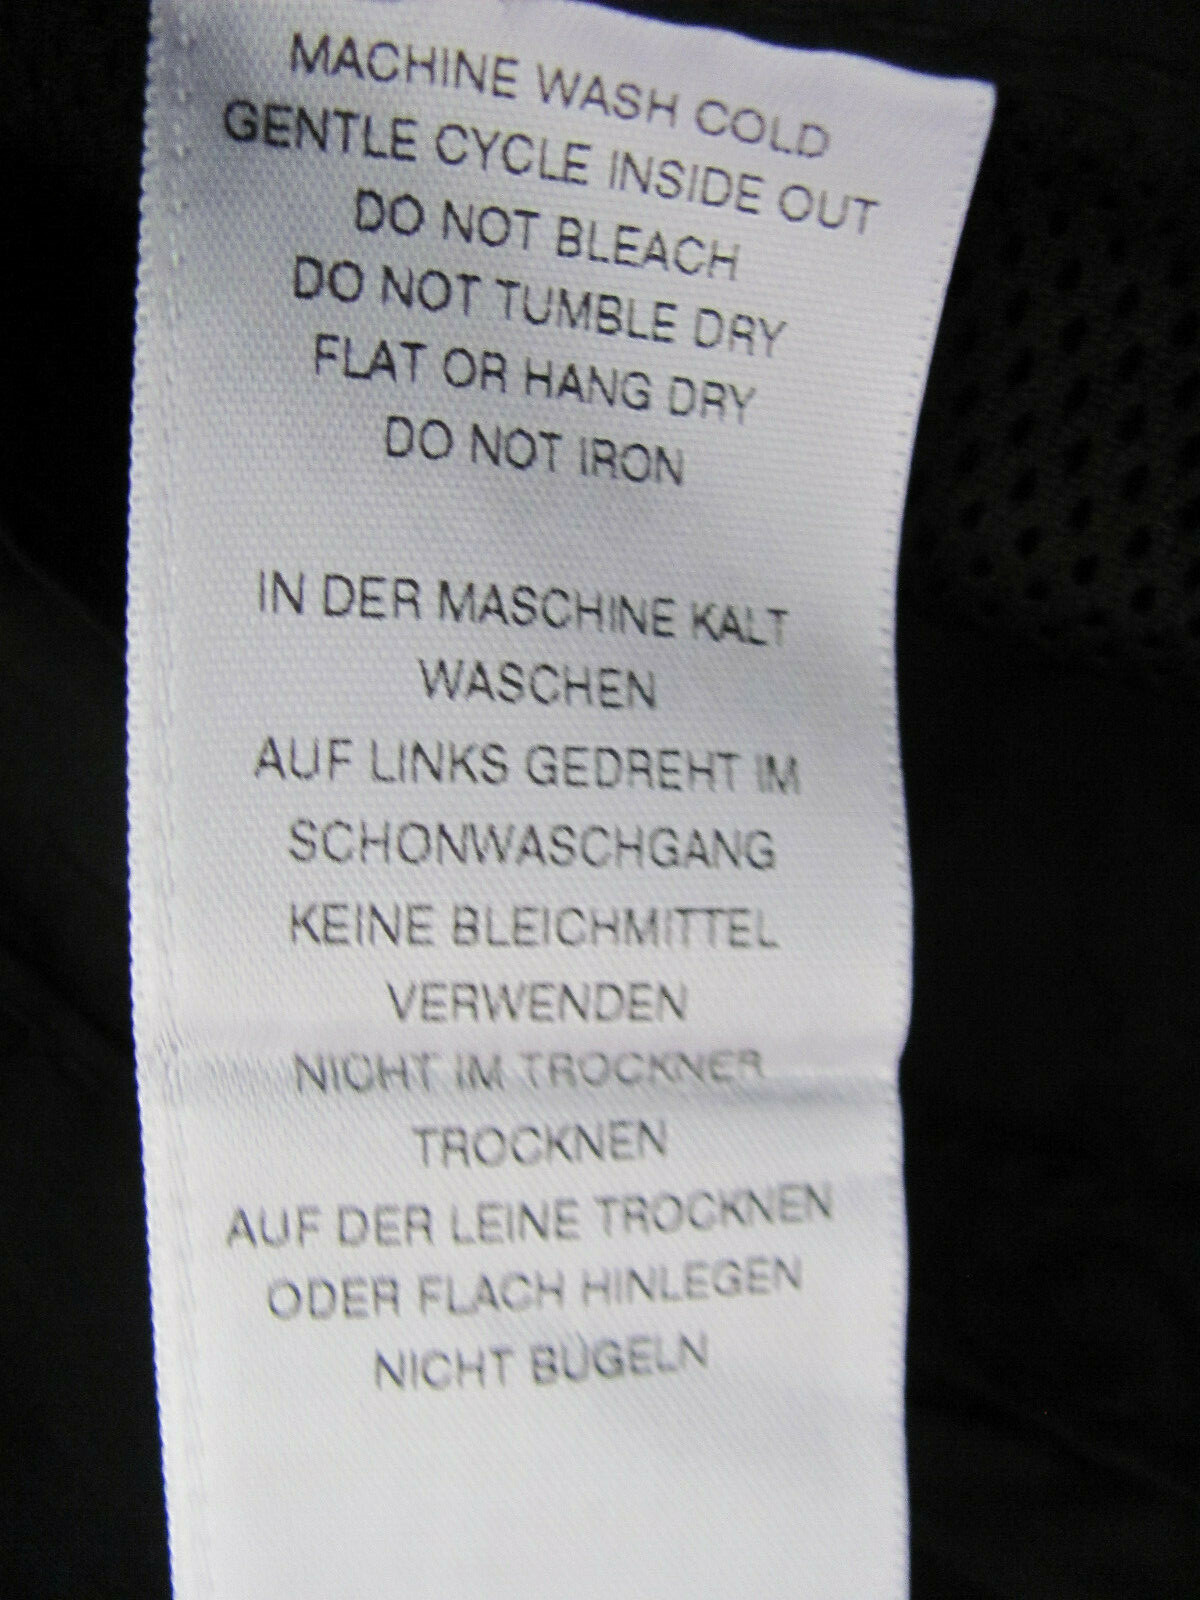 MACHINE WASH COLD
GENTLE CYCLE INSIDE OUT
DO NOT BLEACH
DO NOT TUMBLE DRY
FLAT OR HANG DRY
DO NOT IRON
IN DER MASCHINE KALT
WASCHEN
AUF LINKS GEDREHT IM
SCHONWASCHGANG
KEINE BLEICHMITTEL
VERWENDEN
NICHT IM TROCKNER
TROCKNEN
AUF DER LEINE TROCKNEN
ODER FLACH HINLEGEN
NICHT BÜGELN